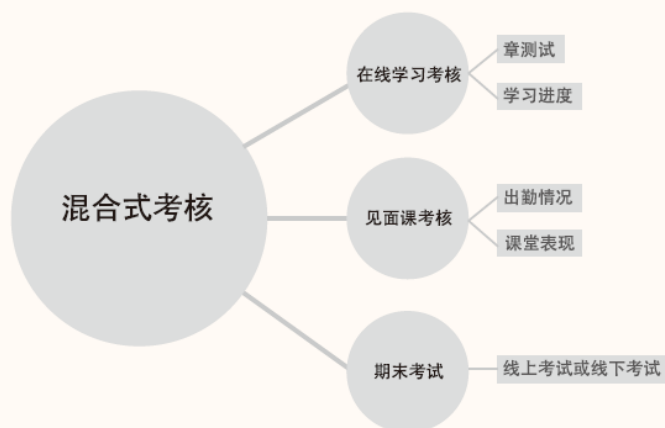 混合式考核
在线学习考核
章测试
学习进度
见面课考核
出勤情况
课堂表现
期末考试
线上考试或线下考试